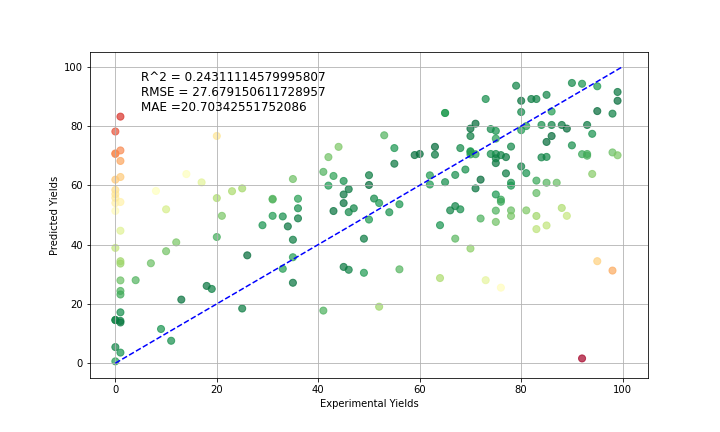 R^2 = 0.24311114579995807
RMSE = 27.679150611728957
MAE =20.70342551752086
100
80
60
40
20
0
Predicted Yields
0 20 40 60 80 100
Experimental Yields